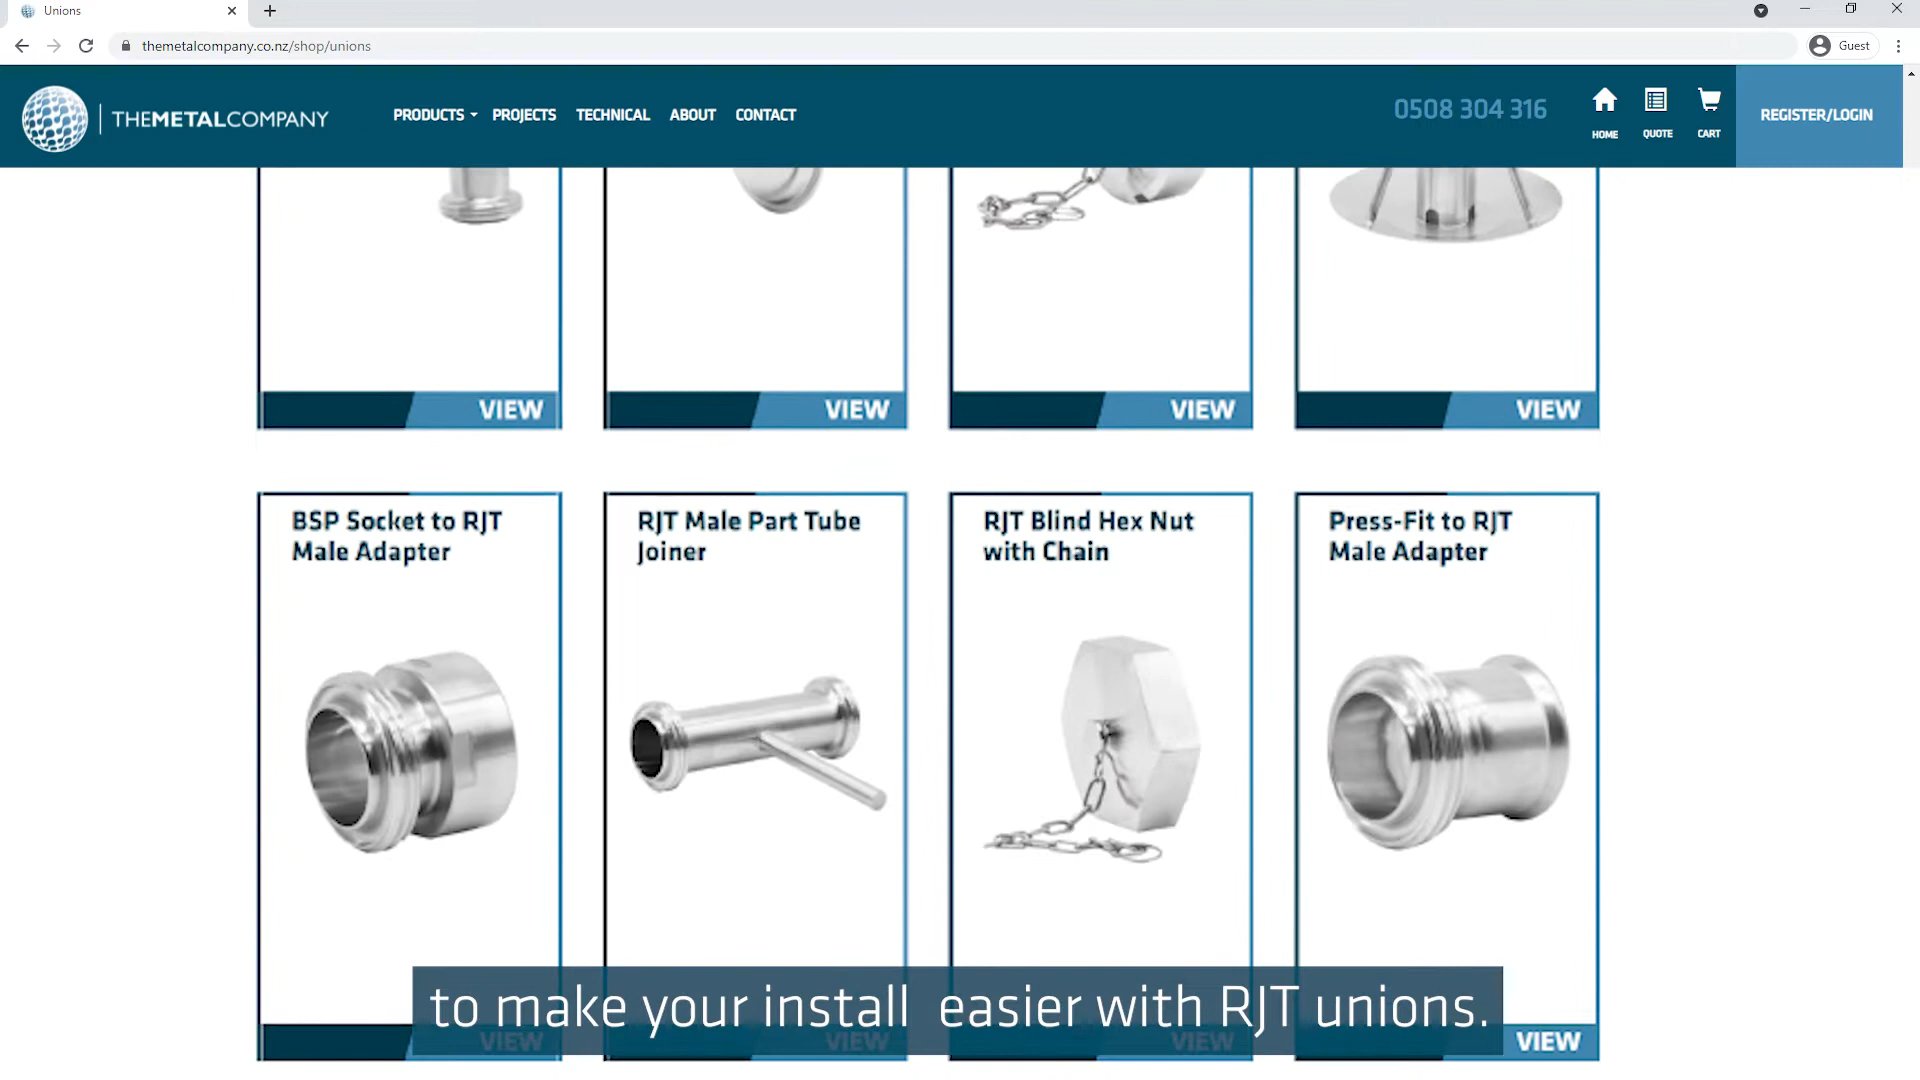 Unions
themetalcompany.co.nz/shop/unions
Guest
THEMETALCOMPANY
PRODUCTS PROJECTS TECHNICAL ABOUT CONTACT
0508 304 316
HOME QUOTE CART
REGISTER/LOGIN
VIEW VIEW VIEW VIEW
BSP Socket to RJT
Male Adapter
RJT Male Part Tube
Joiner
RJT Blind Hex Nut
with Chain
Press-Fit to RJT
Male Adapter
to make your install easier with RJT unions.
VIEW VIEW VIEW VIEW